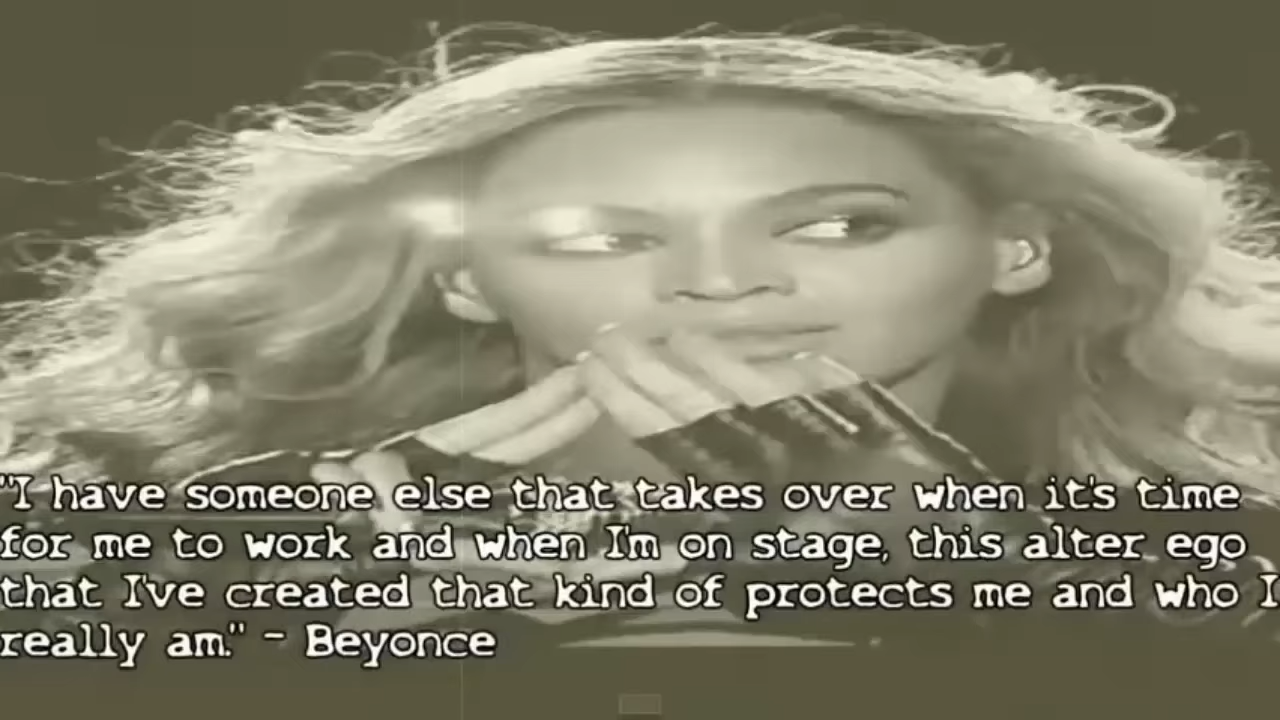 "I have someone else that takes over when it's time
for me to work and when I'm on stage, this alter ego
that I've created that kind of protects me and who I
really am." - Beyonce